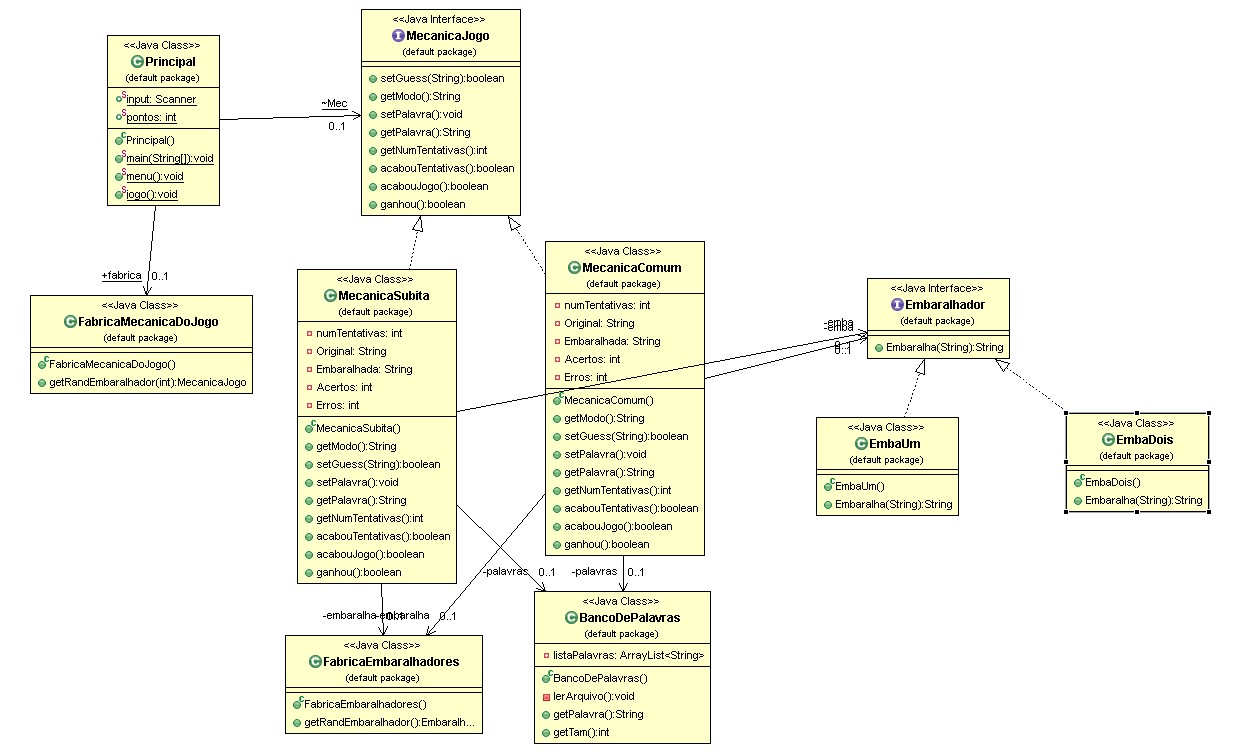 <<Java Class>>
Principal
(default package)
input: Scanner
pontos: int
Principal()
main(String[]):void
menu():void
jogo():void
~Mec
0..1
<<Java Interface>>
MecanicaJogo
(default package)
setGuess(String):boolean
getModo():String
setPalavra():void
getPalavra():String
getNumTentativas():int
acabouTentativas():boolean
acabouJogo():boolean
ganhou():boolean
+fabrica
0..1
<<Java Class>>
FabricaMecanicaDoJogo
(default package)
FabricaMecanicaDoJogo()
getRandEmbaralhador(int):MecanicaJogo
<<Java Class>>
MecanicaSubita
(default package)
numTentativas: int
Original: String
Embaralhada: String
Acertos: int
Erros: int
MecanicaSubita()
getModo():String
setGuess(String):boolean
setPalavra():void
getPalavra():String
getNumTentativas():int
acabouTentativas():boolean
acabouJogo():boolean
ganhou():boolean
<<Java Class>>
MecanicaComum
(default package)
numTentativas: int
Original: String
Embaralhada: String
Acertos: int
Erros: int
MecanicaComum()
getModo():String
setGuess(String):boolean
setPalavra():void
getPalavra():String
getNumTentativas():int
acabouTentativas():boolean
acabouJogo():boolean
ganhou():boolean
-emba
-emba
0..1
0..1
<<Java Interface>>
Embaralhador
(default package)
Embaralha(String):String
<<Java Class>>
EmbaUm
(default package)
EmbaUm()
Embaralha(String):String
<<Java Class>>
EmbaDois
(default package)
EmbaDois()
Embaralha(String):String
-palavras
0..1
-palavras
0..1
-embaralha
0..1
-embaralha
0..1
<<Java Class>>
FabricaEmbaralhadores
(default package)
FabricaEmbaralhadores()
getRandEmbaralhador():Embaralh...
<<Java Class>>
BancoDePalavras
(default package)
listaPalavras: ArrayList<String>
BancoDePalavras()
lerArquivo():void
getPalavra():String
getTam():int